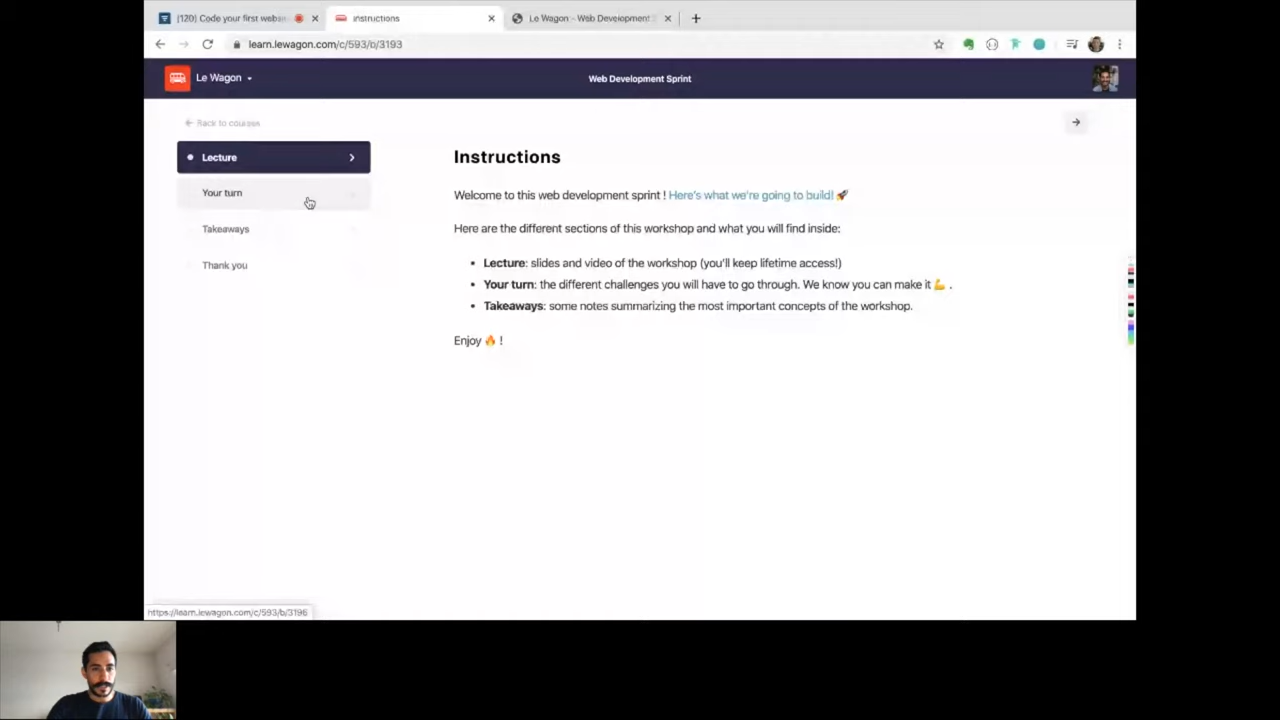 [120] Code your first websi
Instructions
Le Wagon - Web Development
learn.lewagon.com/c/593/b/3193
Le Wagon
Web Development Sprint
Back to courses
Lecture
Your turn
Takeaways
Thank you
Instructions
Welcome to this web development sprint ! Here's what we're going to build! 🚀
Here are the different sections of this workshop and what you will find inside:
• Lecture: slides and video of the workshop (you'll keep lifetime access!)
• Your turn: the different challenges you will have to go through. We know you can make it 💪 .
• Takeaways: some notes summarizing the most important concepts of the workshop.
Enjoy 🔥 !
https://learn.lewagon.com/c/593/b/3196